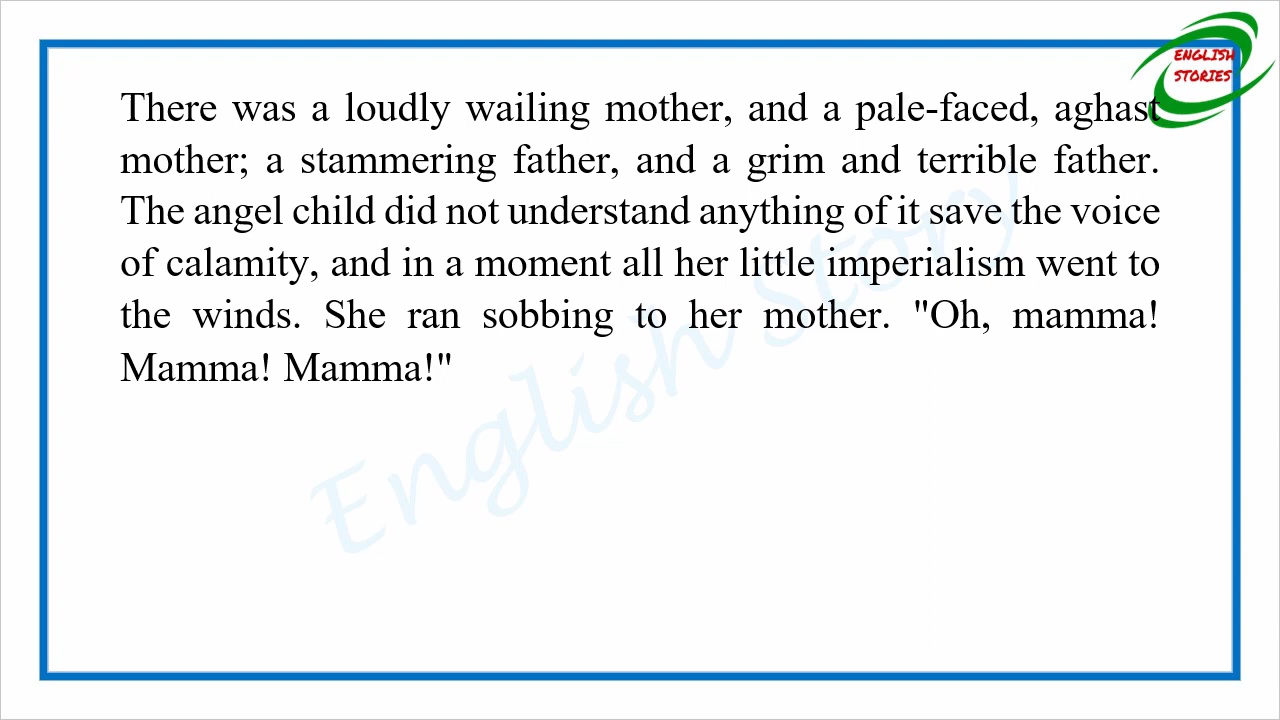 ENGLISH
STORIES
There was a loudly wailing mother, and a pale-faced, aghast
mother; a stammering father, and a grim and terrible father.
The angel child did not understand anything of it save the voice
of calamity, and in a moment all her little imperialism went to
the winds. She ran sobbing to her mother. "Oh, mamma!
Mamma! Mamma!"
English Story